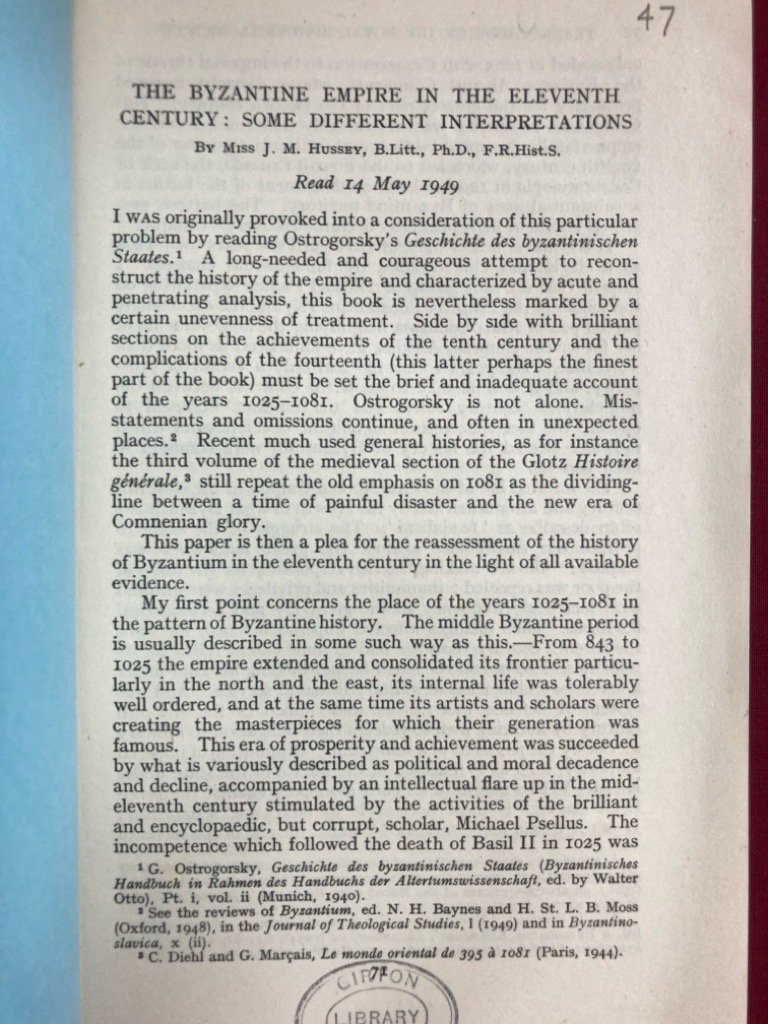 47
THE BYZANTINE EMPIRE IN THE ELEVENTH
CENTURY: SOME DIFFERENT INTERPRETATIONS
By Miss J. M. Hussey, B.Litt., Ph.D., F.R.Hist.S.
Read 14 May 1949
I was originally provoked into a consideration of this particular
problem by reading Ostrogorsky's Geschichte des byzantinischen
Staates.¹ A long-needed and courageous attempt to recon-
struct the history of the empire and characterized by acute and
penetrating analysis, this book is nevertheless marked by a
certain unevenness of treatment. Side by side with brilliant
sections on the achievements of the tenth century and the
complications of the fourteenth (this latter perhaps the finest
part of the book) must be set the brief and inadequate account
of the years 1025–1081. Ostrogorsky is not alone. Mis-
statements and omissions continue, and often in unexpected
places.² Recent much used general histories, as for instance
the third volume of the medieval section of the Glotz Histoire
générale,³ still repeat the old emphasis on 1081 as the dividing-
line between a time of painful disaster and the new era of
Comnenian glory.
This paper is then a plea for the reassessment of the history
of Byzantium in the eleventh century in the light of all available
evidence.
My first point concerns the place of the years 1025–1081 in
the pattern of Byzantine history. The middle Byzantine period
is usually described in some such way as this.—From 843 to
1025 the empire extended and consolidated its frontier particu-
larly in the north and the east, its internal life was tolerably
well ordered, and at the same time its artists and scholars were
creating the masterpieces for which their generation was
famous. This era of prosperity and achievement was succeeded
by what is variously described as political and moral decadence
and decline, accompanied by an intellectual flare up in the mid-
eleventh century stimulated by the activities of the brilliant
and encyclopaedic, but corrupt, scholar, Michael Psellus. The
incompetence which followed the death of Basil II in 1025 was
¹ G. Ostrogorsky, Geschichte des byzantinischen Staates (Byzantinisches
Handbuch in Rahmen des Handbuchs der Altertumswissenschaft, ed. by Walter
Otto), Pt. i, vol. ii (Munich, 1940).
² See the reviews of Byzantium, ed. N. H. Baynes and H. St. L. B. Moss
(Oxford, 1948), in the Journal of Theological Studies, l (1949) and in Byzantino-
slavica, x (ii).
³ C. Diehl and G. Marçais, Le monde oriental de 395 à 1081 (Paris, 1944).
71
LIBRARY